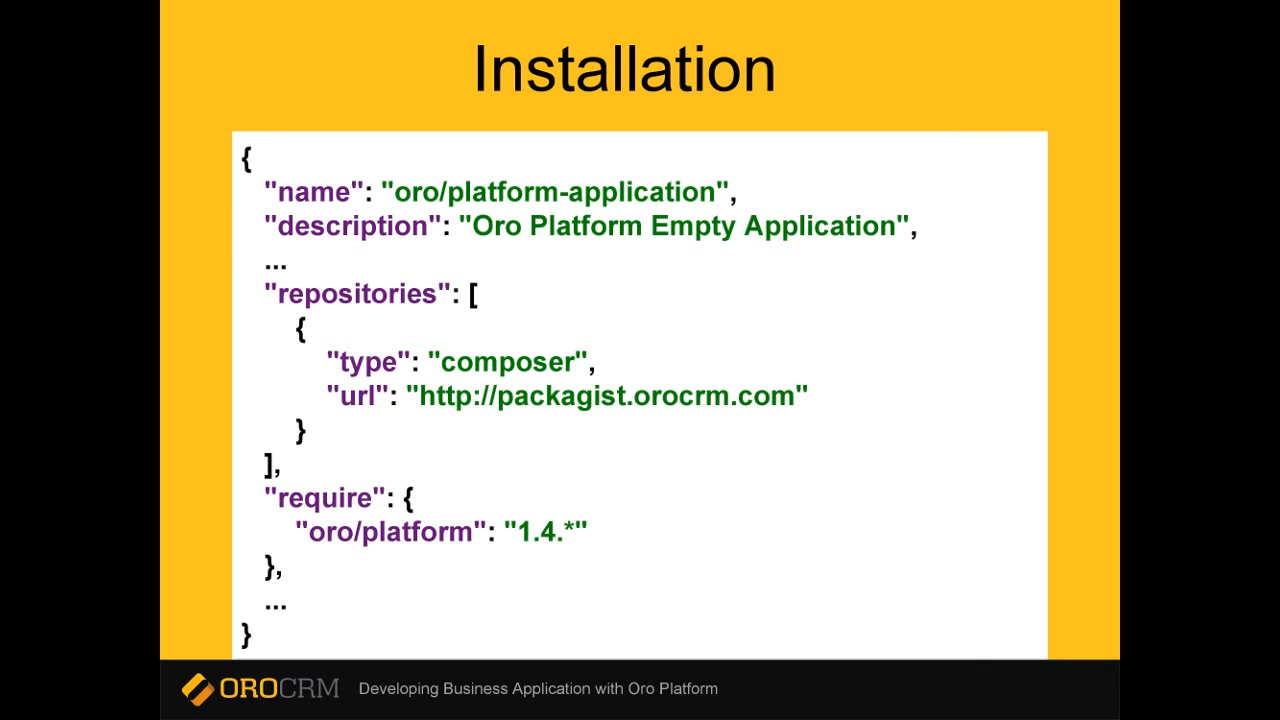 Installation
{
"name": "oro/platform-application",
"description": "Oro Platform Empty Application",
...
"repositories": [
{
"type": "composer",
"url": "http://packagist.orocrm.com"
}
],
"require": {
"oro/platform": "1.4.*"
},
...
}
OROCRM Developing Business Application with Oro Platform